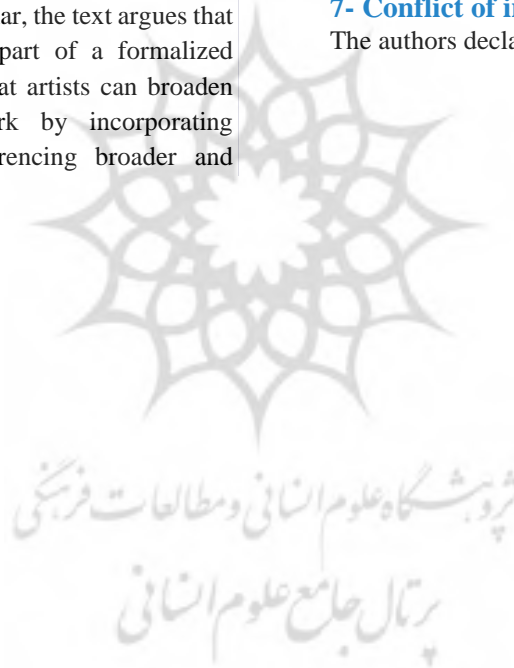 ar, the text argues that
part of a formalized
at artists can broaden
rk by incorporating
rencing broader and
7- Conflict of i
The authors decla
پژوهشگاه علوم انسانی و مطالعات فرهنگی
پرتال جامع علوم انسانی